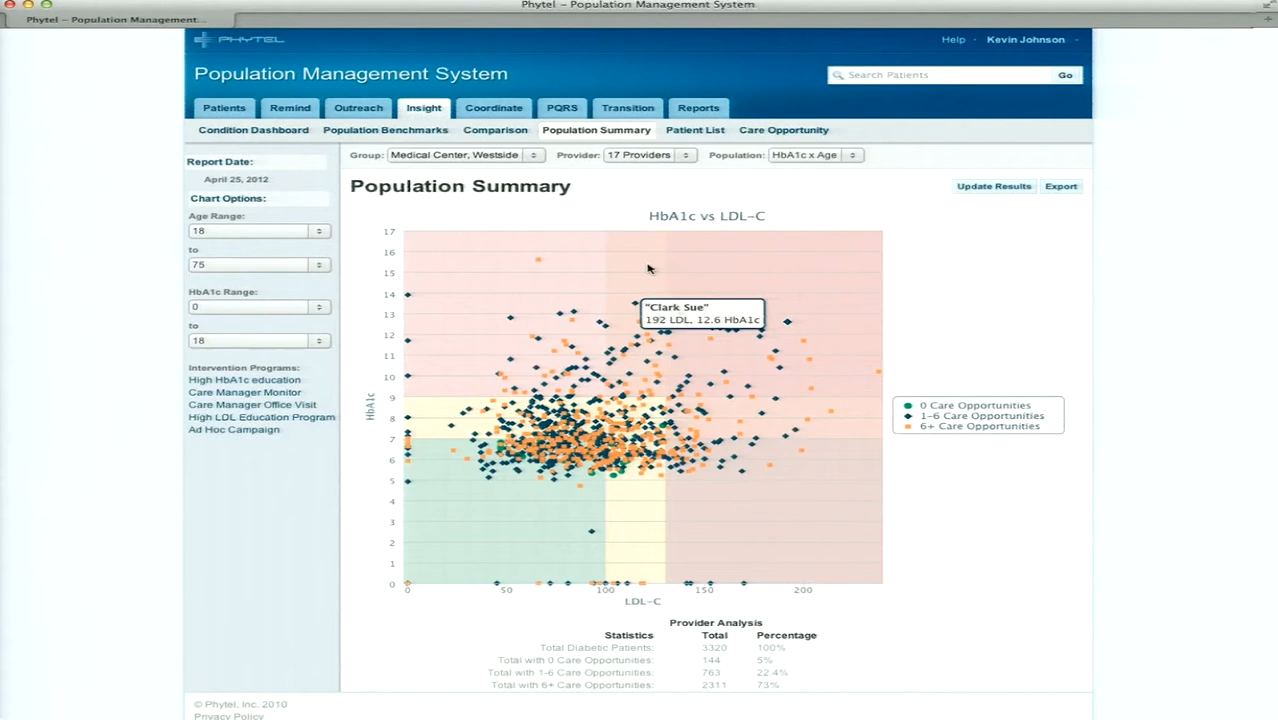 Phytel – Population Management System
Phytel – Population Management...
PHYTEL
Help · Kevin Johnson
Population Management System
Search Patients Go
Patients Remind Outreach Insight Coordinate PQRS Transition Reports
Condition Dashboard Population Benchmarks Comparison Population Summary Patient List Care Opportunity
Report Date:
April 25, 2012
Chart Options:
Age Range:
18
to
75
HbA1c Range:
0
to
18
Intervention Programs:
High HbA1c education
Care Manager Monitor
Care Manager Office Visit
High LDL Education Program
Ad Hoc Campaign
Group: Medical Center, Westside Provider: 17 Providers Population: HbA1c x Age
Population Summary
Update Results Export
HbA1c vs LDL-C
17
16
15
14
13
12
11
10
9
8
7
6
5
4
3
2
1
0
HbA1c
"Clark Sue"
192 LDL, 12.6 HbA1c
0 50 100 150 200
LDL-C
0 Care Opportunities
1-6 Care Opportunities
6+ Care Opportunities
Provider Analysis
Statistics Total Percentage
Total Diabetic Patients: 3320 100%
Total with 0 Care Opportunities: 144 5%
Total with 1-6 Care Opportunities: 763 22.4%
Total with 6+ Care Opportunities: 2311 73%
© Phytel, Inc. 2010
Privacy Policy